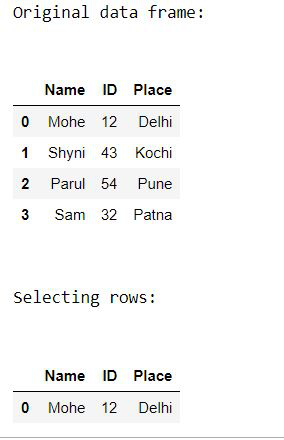 Original data frame:
Name ID Place
0 Mohe 12 Delhi
1 Shyni 43 Kochi
2 Parul 54 Pune
3 Sam 32 Patna
Selecting rows:
Name ID Place
0 Mohe 12 Delhi